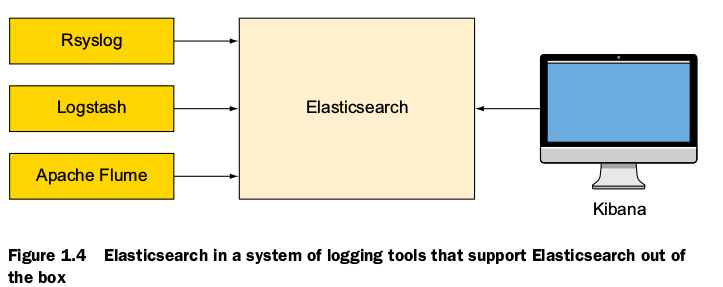 Rsyslog
Logstash
Elasticsearch
Apache Flume
Kibana
Figure 1.4 Elasticsearch in a system of logging tools that support Elasticsearch out of
the box